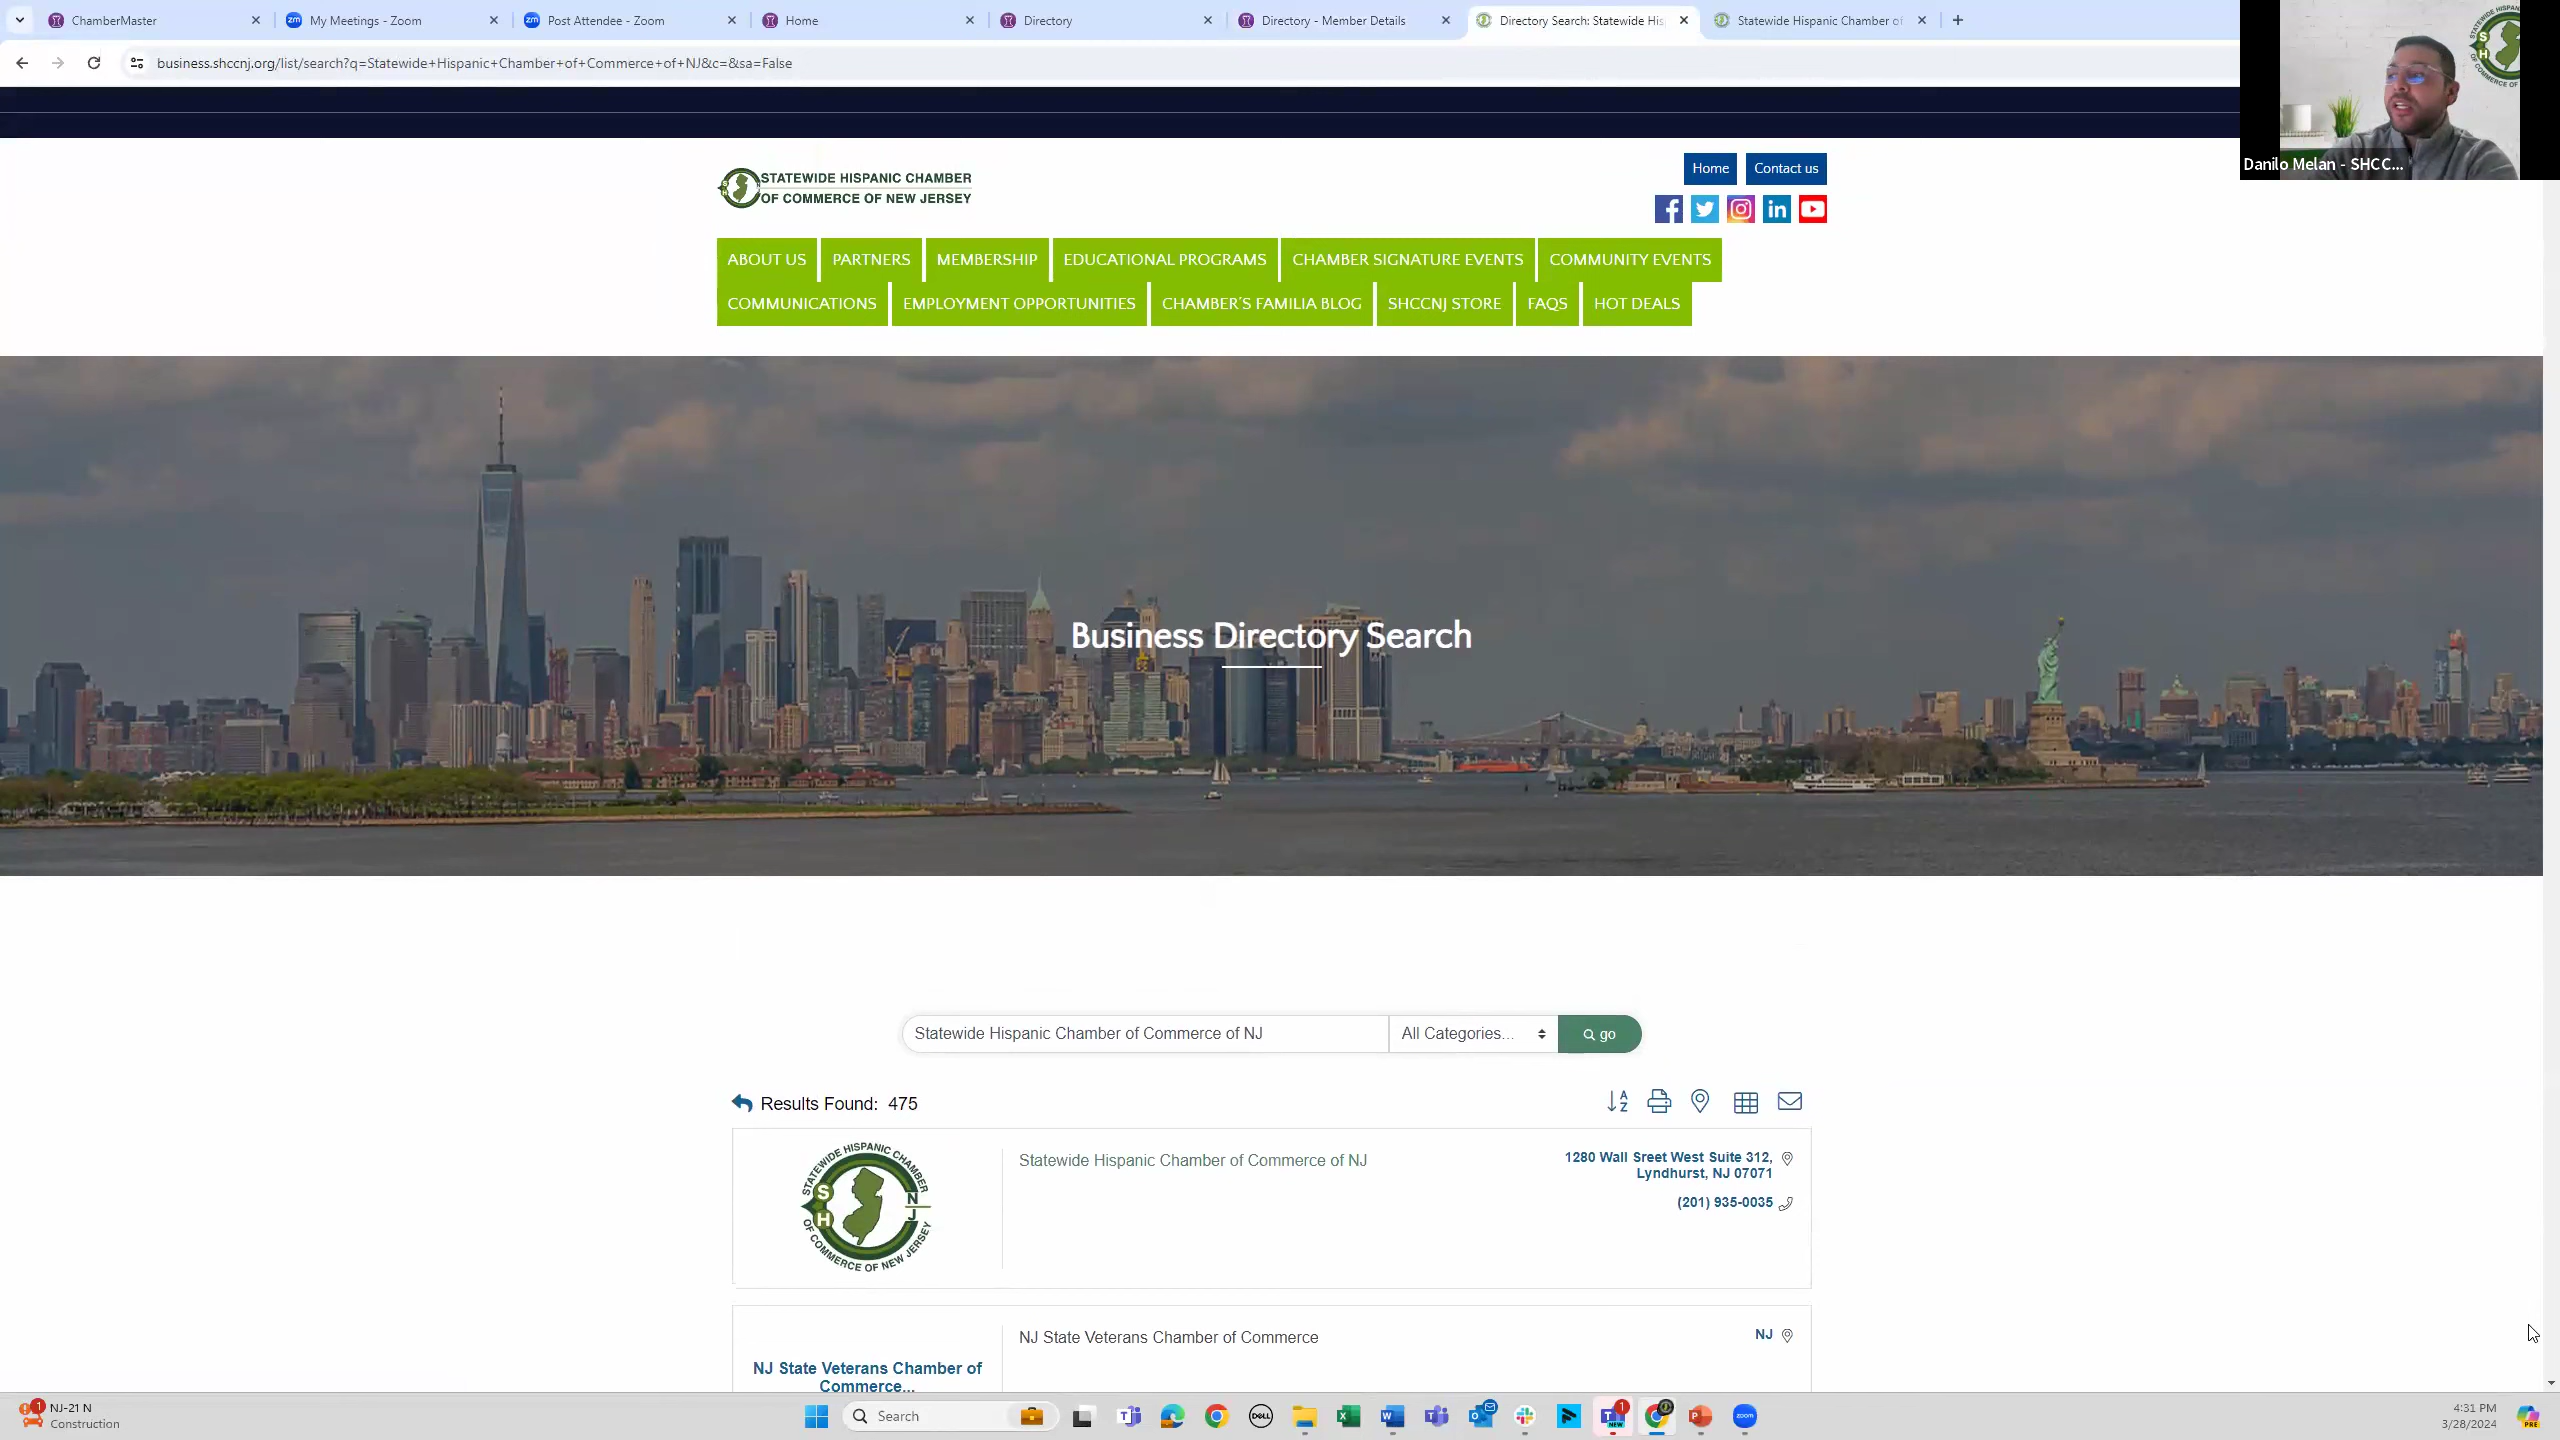 ChamberMaster
My Meetings - Zoom
Post Attendee - Zoom
Home
Directory
Directory - Member Details
Directory Search: Statewide His
Statewide Hispanic Chamber of
business.shccnj.org/list/search?q=Statewide+Hispanic+Chamber+of+Commerce+of+NJ&c=&sa=False
Danilo Melan - SHCC...
STATEWIDE HISPANIC CHAMBER
OF COMMERCE OF NEW JERSEY
Home Contact us
ABOUT US PARTNERS MEMBERSHIP EDUCATIONAL PROGRAMS CHAMBER SIGNATURE EVENTS COMMUNITY EVENTS
COMMUNICATIONS EMPLOYMENT OPPORTUNITIES CHAMBER'S FAMILIA BLOG SHCCNJ STORE FAQS HOT DEALS
Business Directory Search
Statewide Hispanic Chamber of Commerce of NJ All Categories... go
Results Found: 475
STATEWIDE HISPANIC CHAMBER
S H N J
OF COMMERCE OF NEW JERSEY
Statewide Hispanic Chamber of Commerce of NJ
1280 Wall Sreet West Suite 312,
Lyndhurst, NJ 07071
(201) 935-0035
NJ State Veterans Chamber of
Commerce...
NJ State Veterans Chamber of Commerce
NJ
NJ-21 N
Construction
Search
4:31 PM
3/28/2024